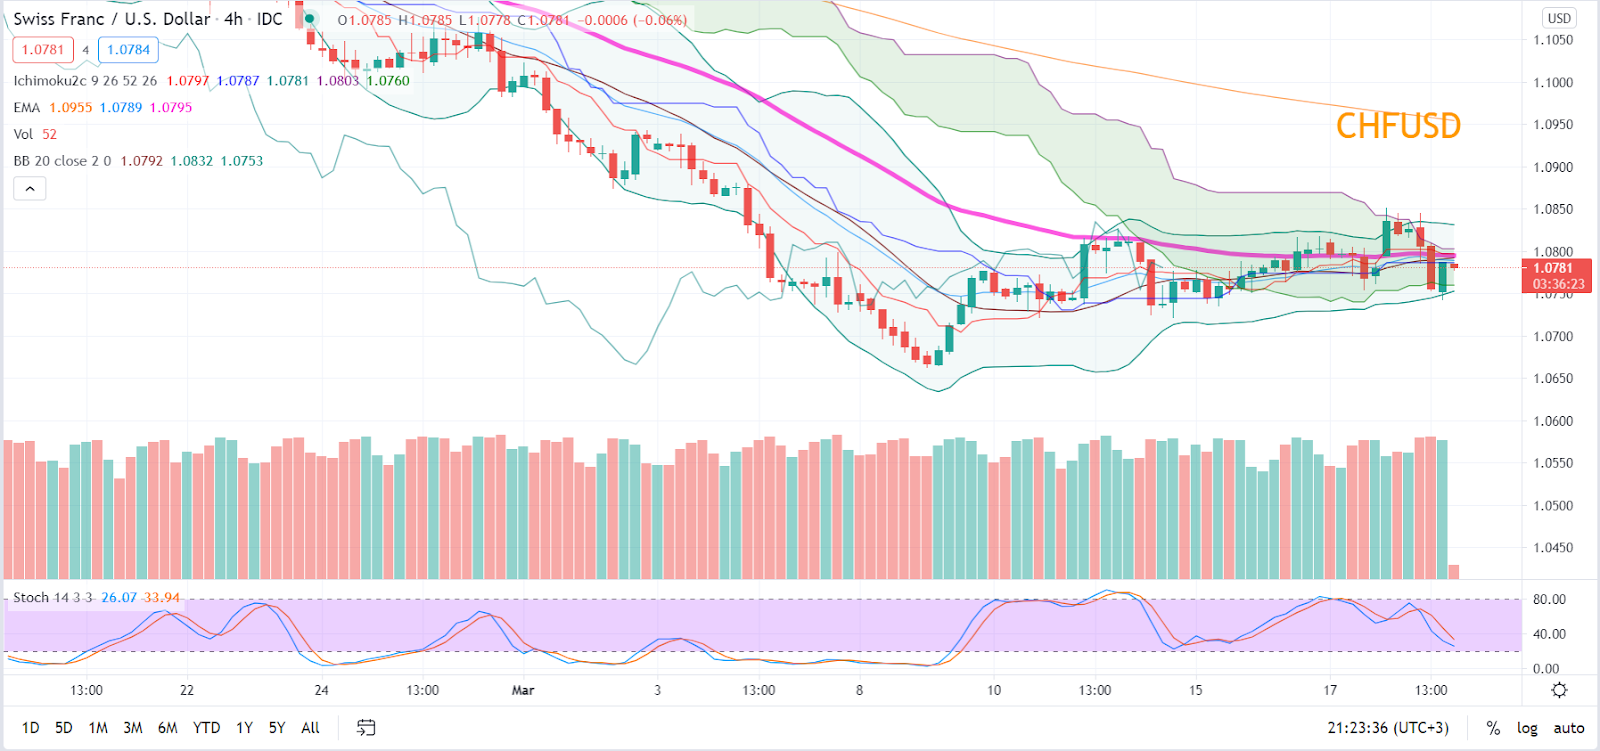 Swiss Franc / U.S. Dollar · 4h · IDC O1.0785 H1.0785 L1.0778 C1.0781 −0.0006 (−0.06%)
USD
1.0781 4 1.0784
Ichimoku2c 9 26 52 26 1.0797 1.0787 1.0781 1.0803 1.0760
EMA 1.0955 1.0789 1.0795
Vol 52
BB 20 close 2 0 1.0792 1.0832 1.0753
CHFUSD
1.1050
1.1000
1.0950
1.0900
1.0850
1.0800
1.0781
03:36:23
1.0750
1.0700
1.0650
1.0600
1.0550
1.0500
1.0450
Stoch 14 3 3 26.07 33.94
80.00
40.00
0.00
13:00 22 24 13:00 Mar 3 13:00 8 10 13:00 15 17 13:00
1D 5D 1M 3M 6M YTD 1Y 5Y All 21:23:36 (UTC+3) % log auto